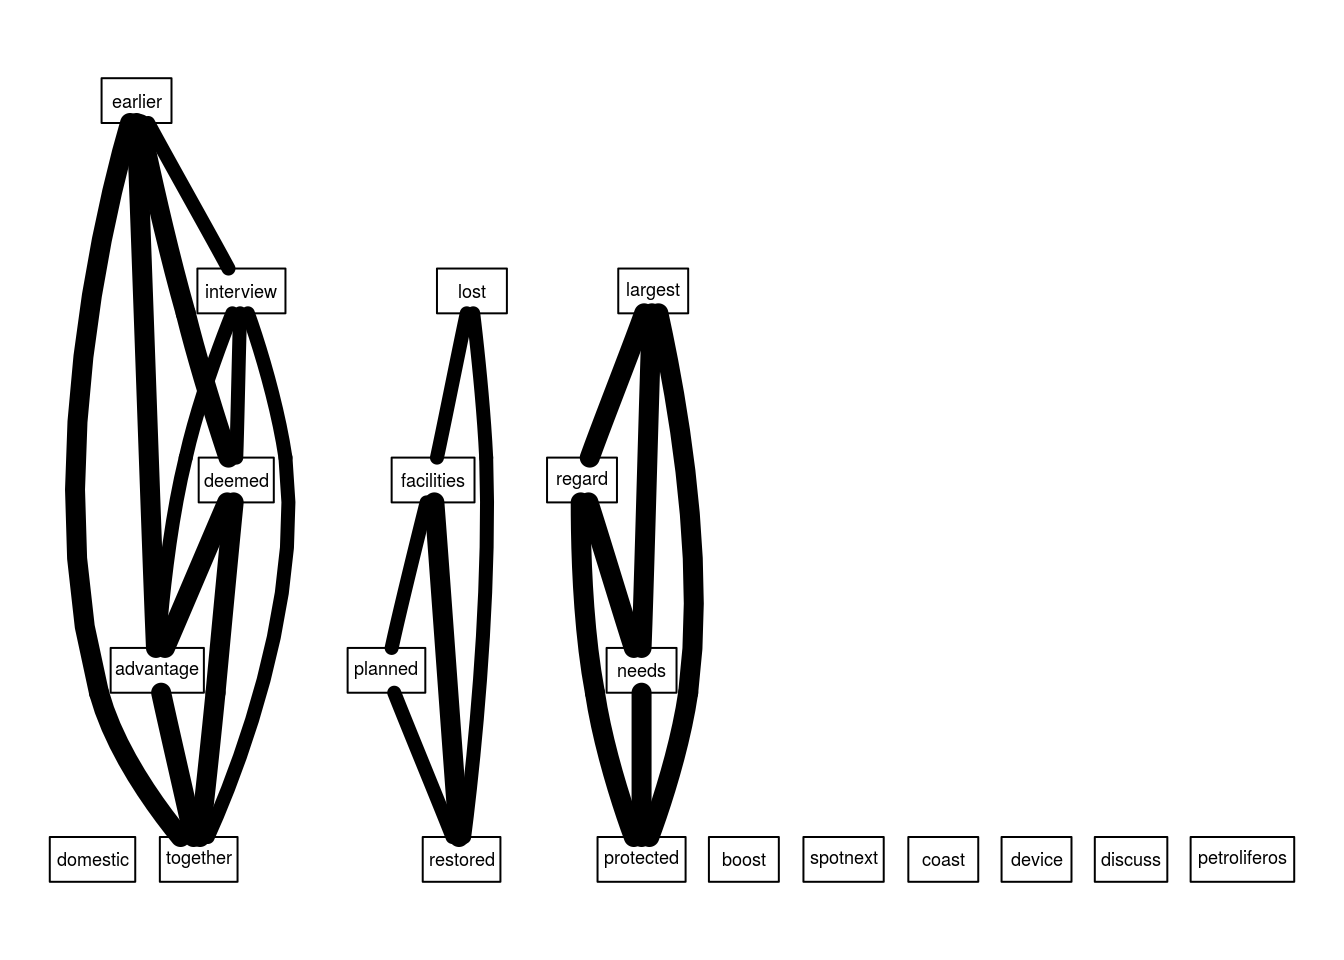 earlier
interview
lost
largest
deemed
facilities
regard
advantage
planned
needs
domestic
together
restored
protected
boost
spotnext
coast
device
discuss
petroliferos